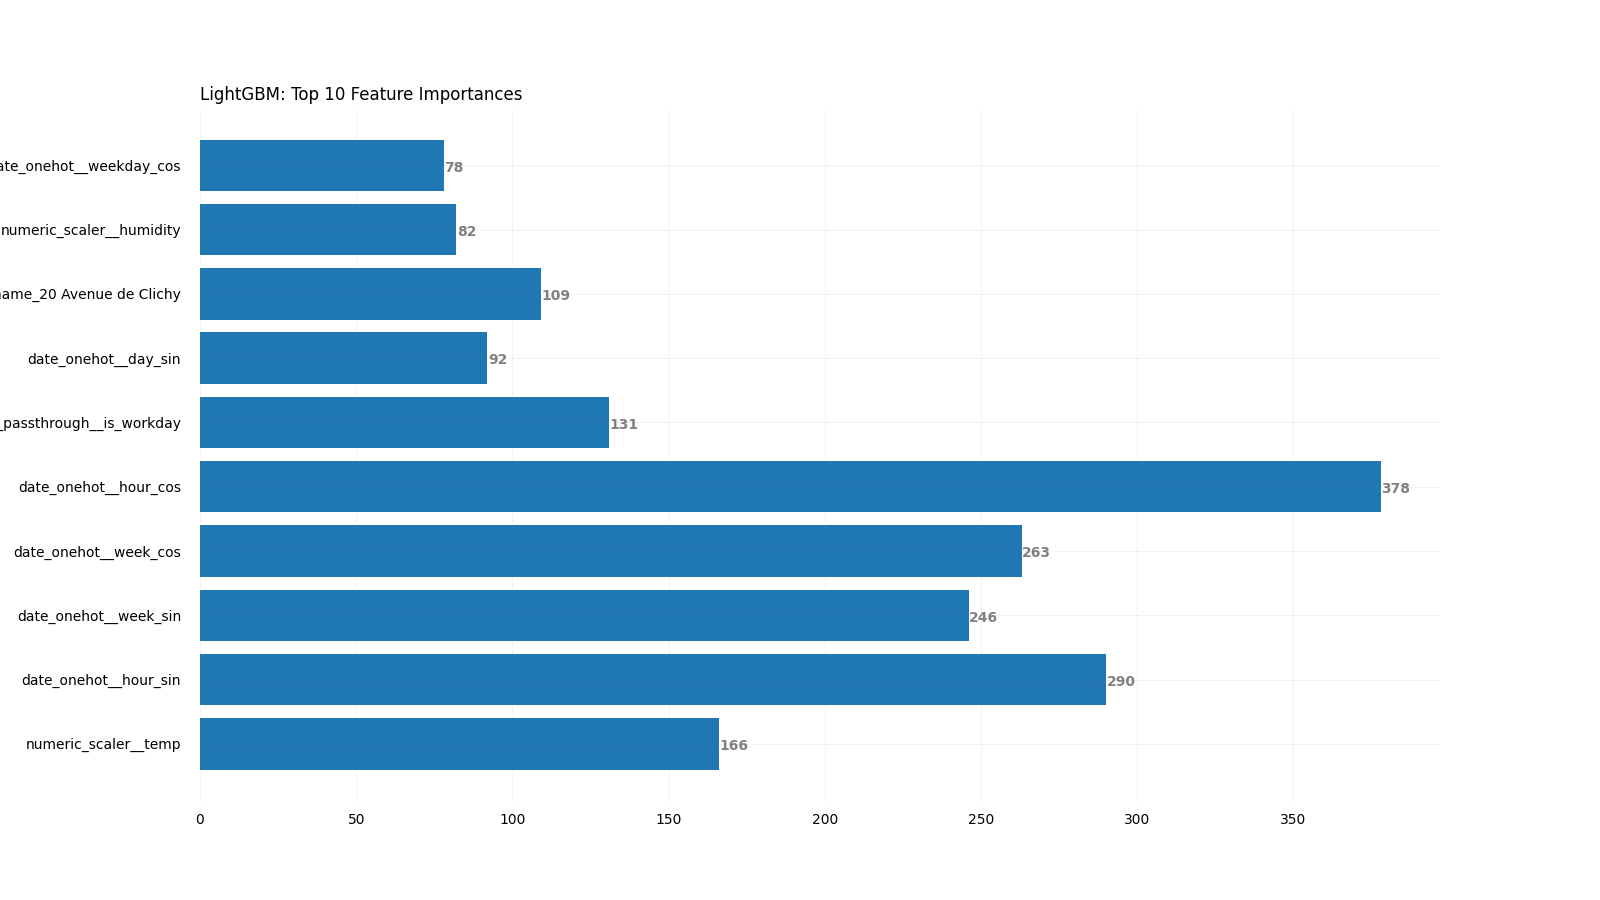 LightGBM: Top 10 Feature Importances
ate_onehot__weekday_cos 78
numeric_scaler__humidity 82
name_20 Avenue de Clichy 109
date_onehot__day_sin 92
_passthrough__is_workday 131
date_onehot__hour_cos 378
date_onehot__week_cos 263
date_onehot__week_sin 246
date_onehot__hour_sin 290
numeric_scaler__temp 166
0 50 100 150 200 250 300 350